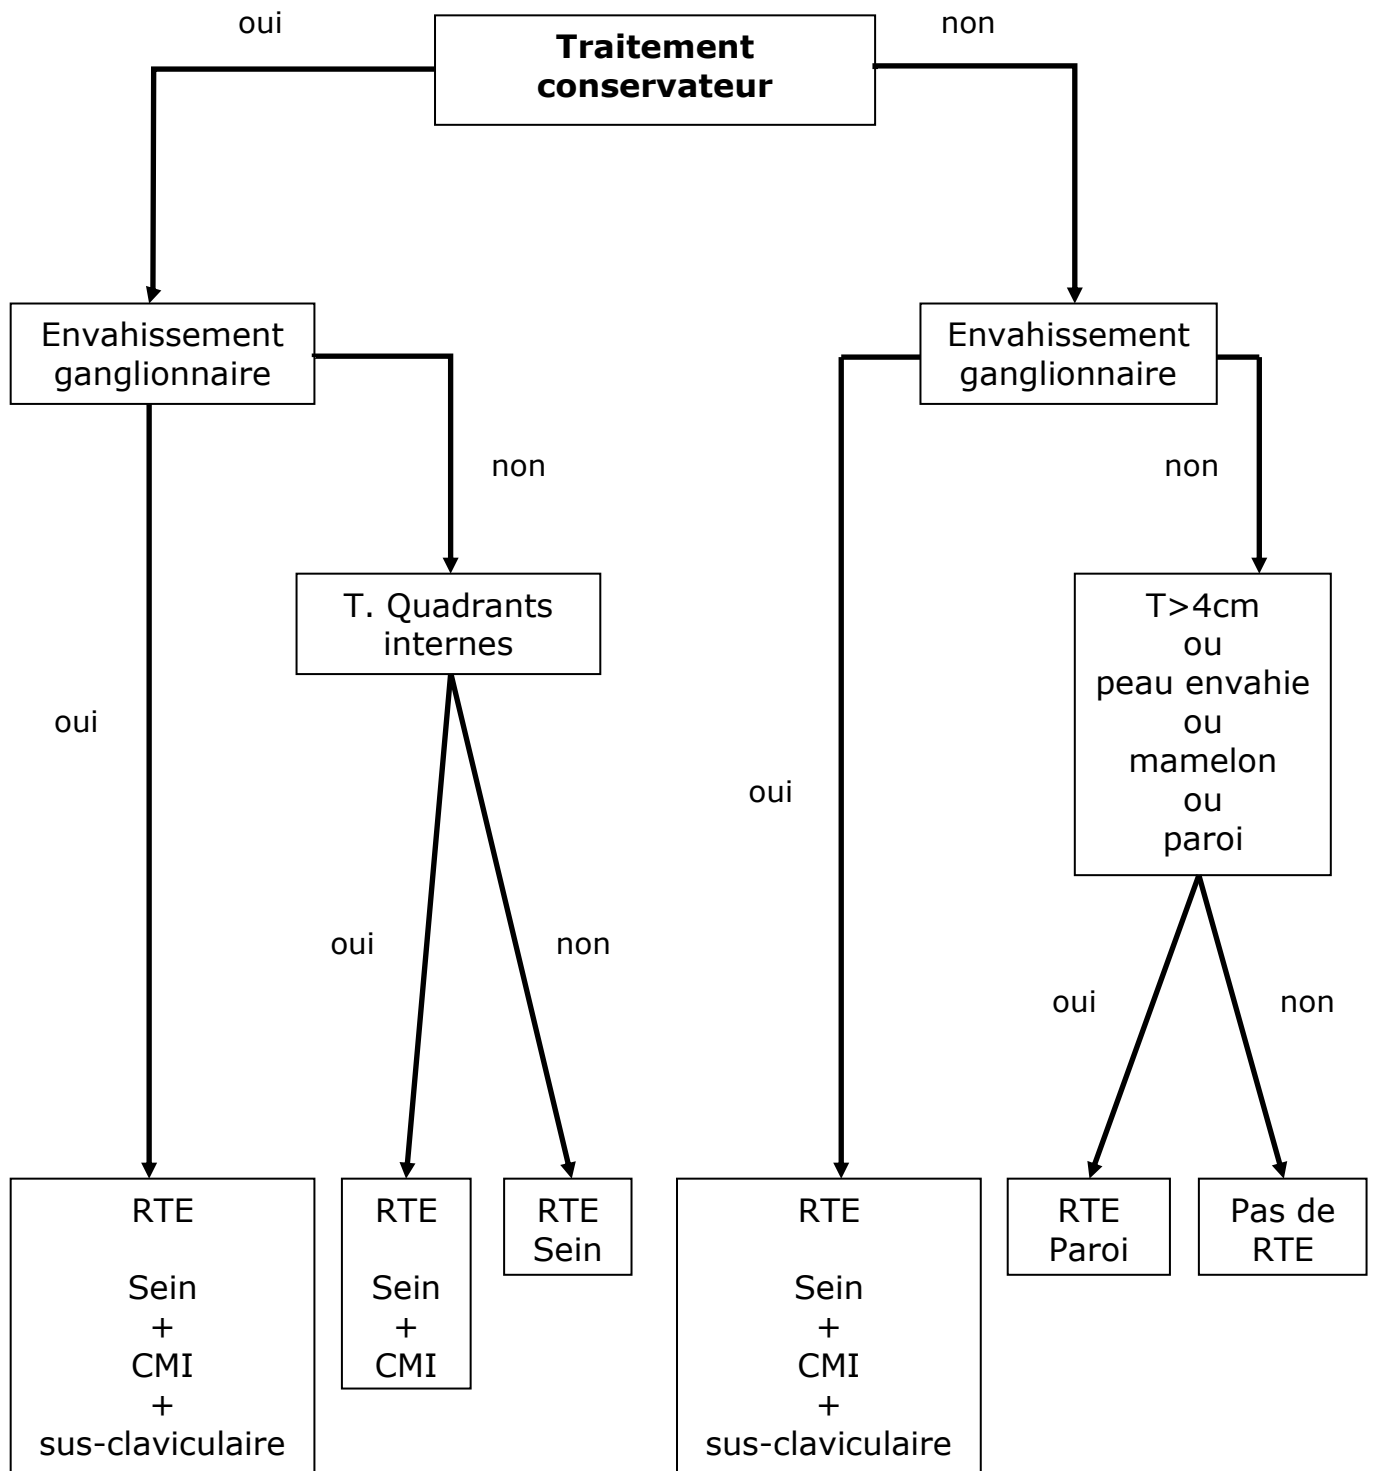 oui
Traitement
conservateur
non
Envahissement
ganglionnaire
Envahissement
ganglionnaire
non
non
T. Quadrants
internes
T>4cm
ou
peau envahie
ou
mamelon
ou
paroi
oui
oui
oui
non
oui
non
RTE
Sein
+
CMI
+
sus-claviculaire
RTE
Sein
+
CMI
RTE
Sein
RTE
Sein
+
CMI
+
sus-claviculaire
RTE
Paroi
Pas de
RTE